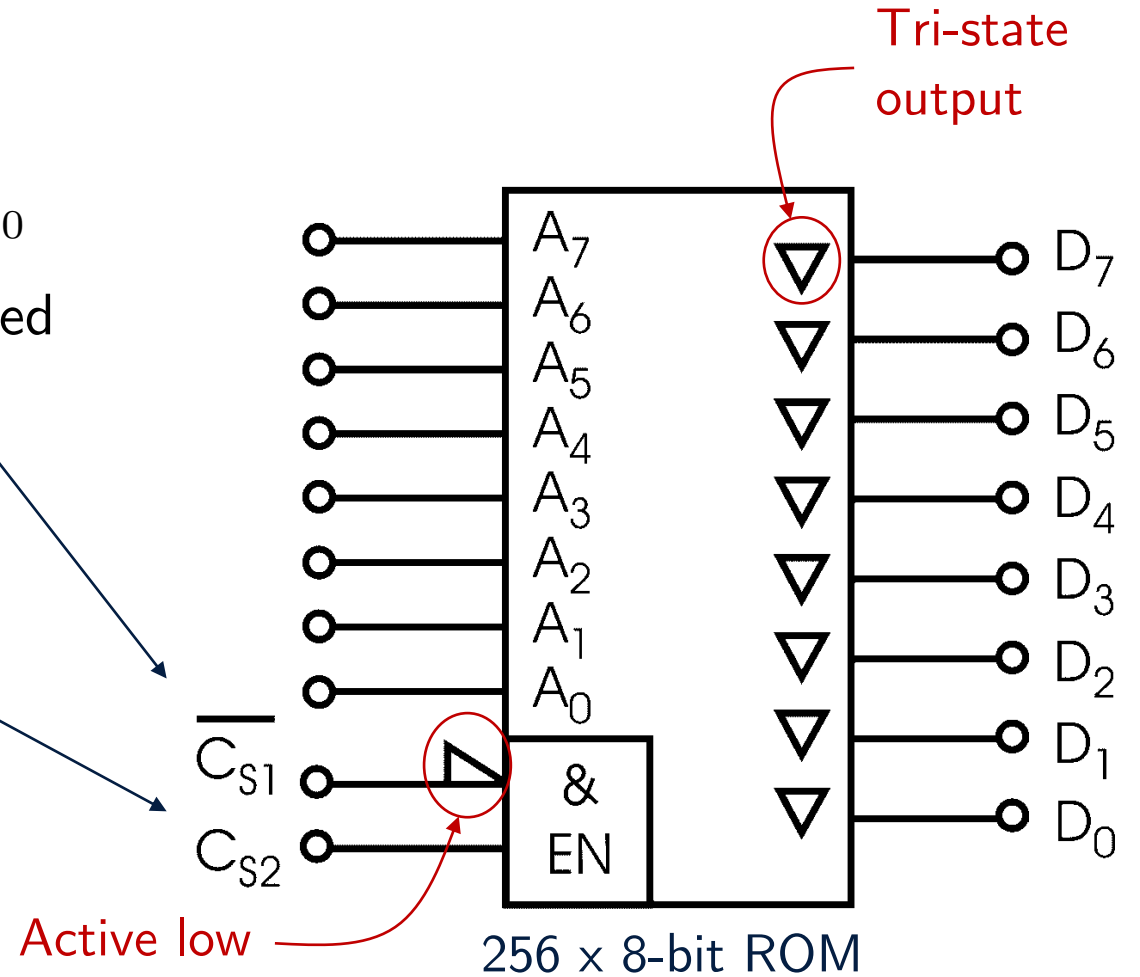 Tri-state
output
0
ed
A₇
A₆
A₅
A₄
A₃
A₂
A₁
A₀
C̅S̅1̅
CS2
&
EN
D₇
D₆
D₅
D₄
D₃
D₂
D₁
D₀
Active low
256 x 8-bit ROM